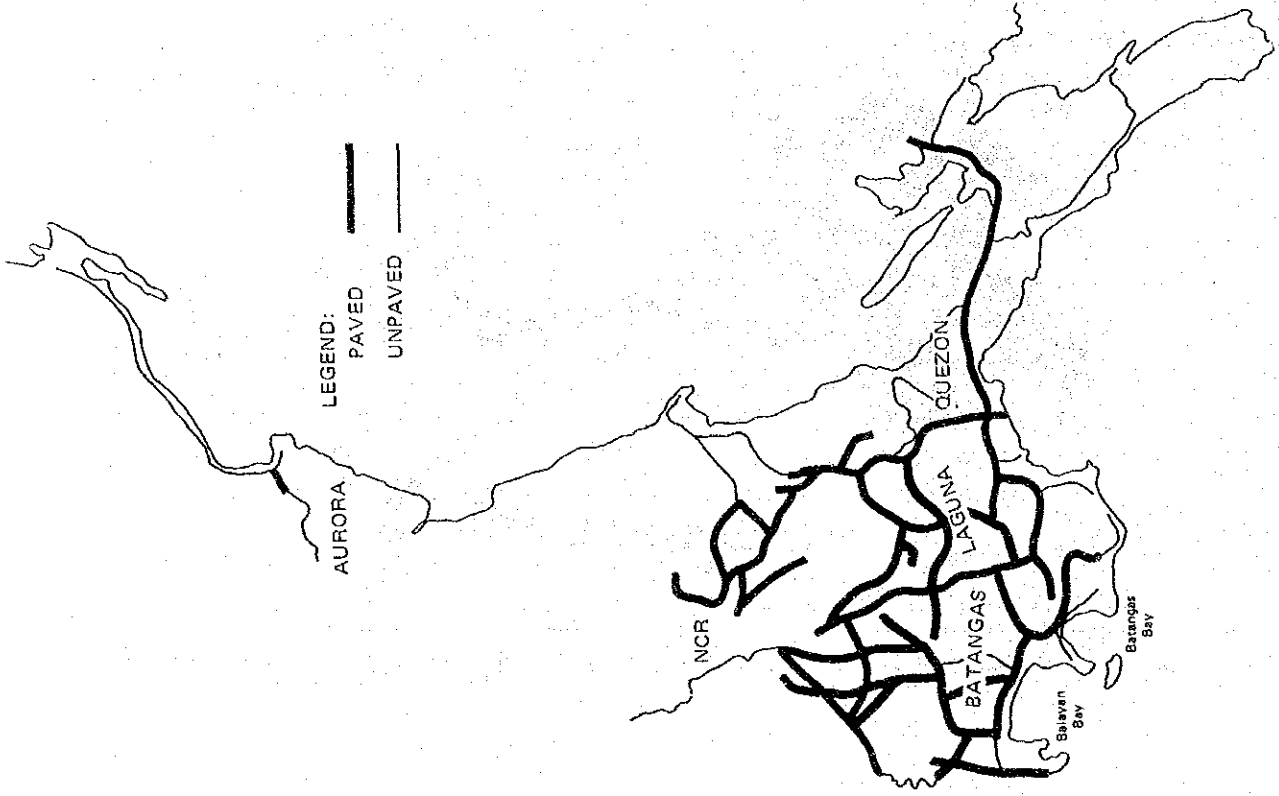 LEGEND:
PAVED
UNPAVED
AURORA
NCR
QUEZON
LAGUNA
BATANGAS
Balayan
Bay
Batangas
Bay